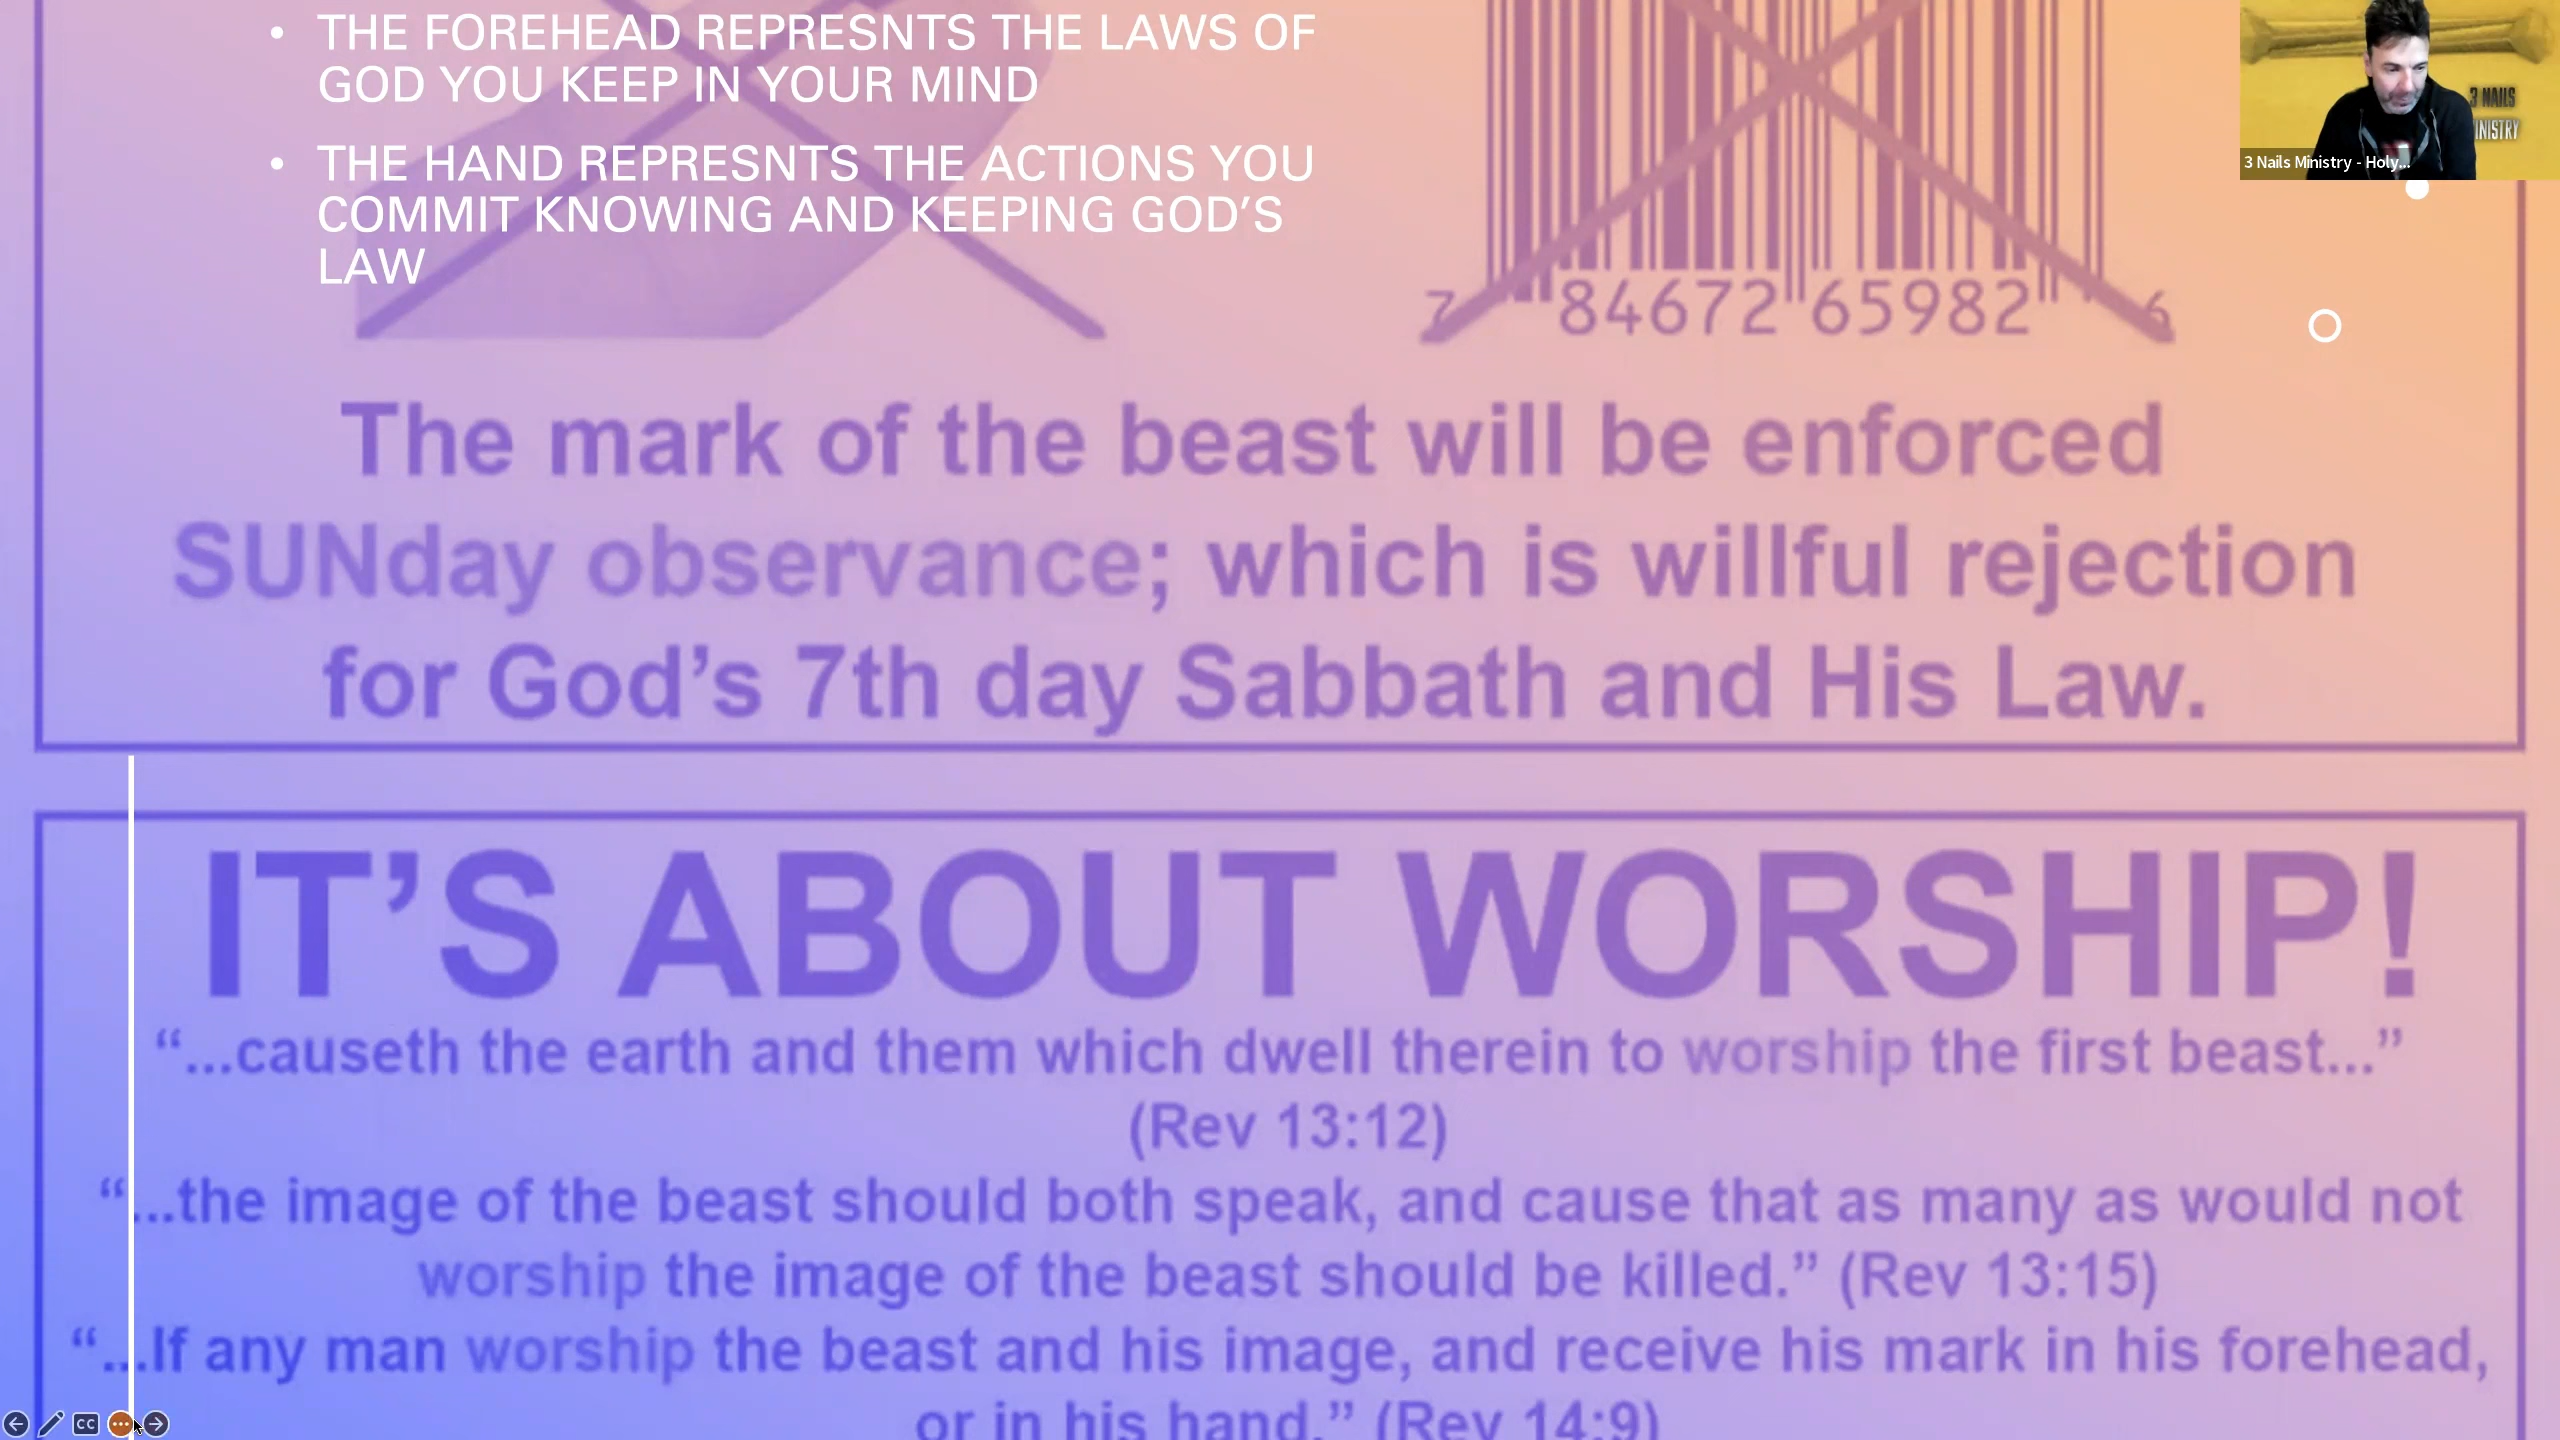 • THE FOREHEAD REPRESNTS THE LAWS OF
GOD YOU KEEP IN YOUR MIND
• THE HAND REPRESNTS THE ACTIONS YOU
COMMIT KNOWING AND KEEPING GOD’S
LAW
3 NAILS
INISTRY
3 Nails Ministry - Holy...
7 84672 65982 6
The mark of the beast will be enforced
SUNday observance; which is willful rejection
for God’s 7th day Sabbath and His Law.
IT’S ABOUT WORSHIP!
“...causeth the earth and them which dwell therein to worship the first beast...”
(Rev 13:12)
“...the image of the beast should both speak, and cause that as many as would not
worship the image of the beast should be killed.” (Rev 13:15)
“...If any man worship the beast and his image, and receive his mark in his forehead,
or in his hand.” (Rev 14:9)
CC